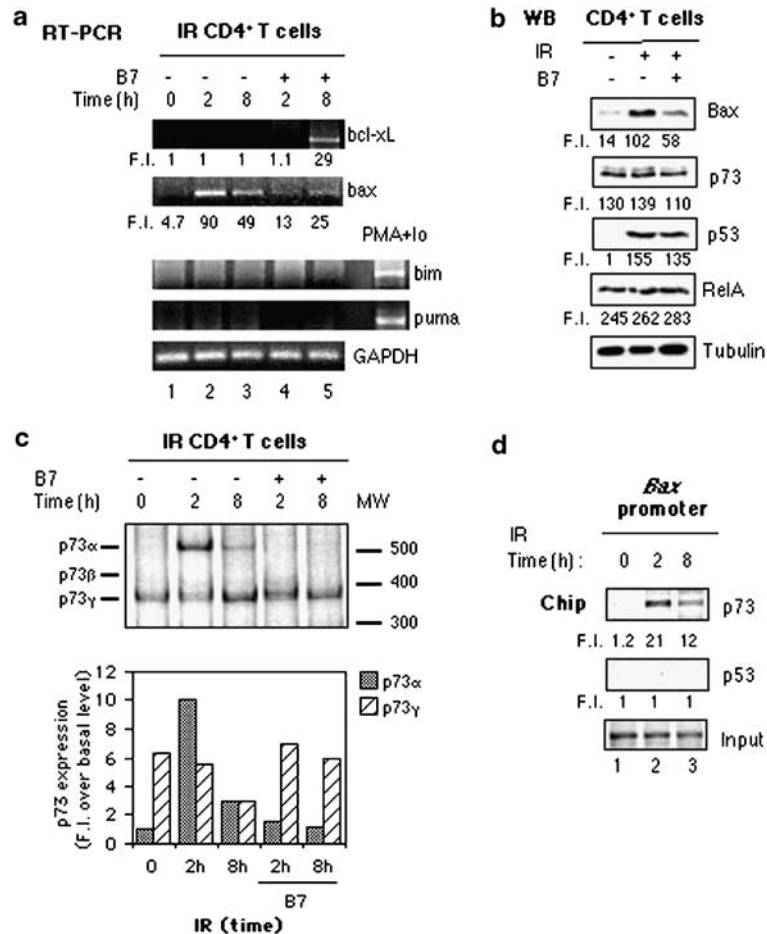 a
RT-PCR IR CD4+ T cells
B7 - - - + +
Time (h) 0 2 8 2 8
bcl-xL
F.I. 1 1 1 1.1 29
bax
F.I. 4.7 90 49 13 25
PMA+Io
bim
puma
GAPDH
1 2 3 4 5
b WB CD4+ T cells
IR - + +
B7 +
Bax
F.I. 14 102 58
p73
F.I. 130 139 110
p53
F.I. 1 155 135
RelA
F.I. 245 262 283
Tubulin
c
IR CD4+ T cells
B7 - - - + +
Time (h) 0 2 8 2 8 MW
p73α
p73β
p73γ
500
400
300
p73 expression
(F.I. over basal level)
12
10
8
6
4
2
0
p73α
p73γ
0 2h 8h 2h 8h
B7
IR (time)
d
Bax
promoter
IR
Time (h) : 0 2 8
Chip p73
F.I. 1.2 21 12
p53
F.I. 1 1 1
Input
1 2 3